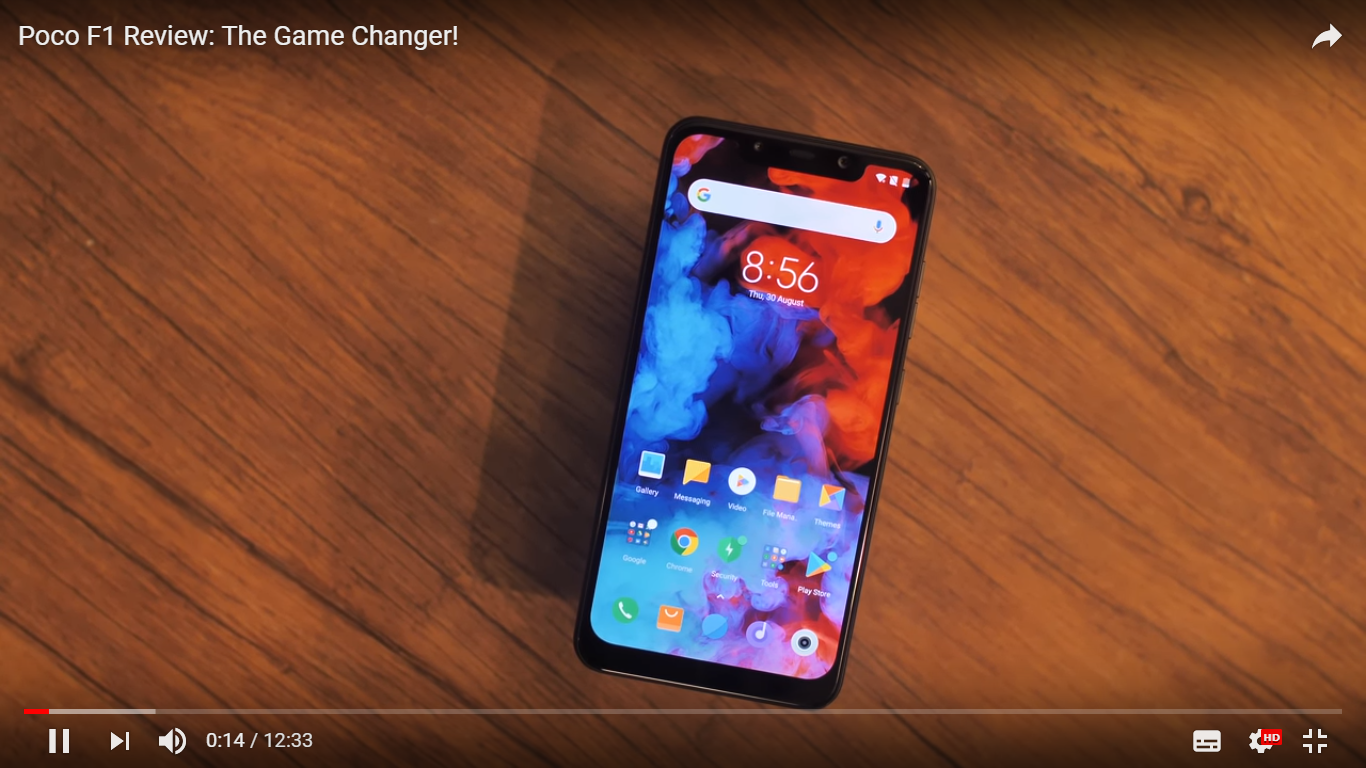 Poco F1 Review: The Game Changer!
8:56
Thu, 30 August
Gallery
Messaging
Video
File Mana...
Themes
Google
Chrome
Security
Tools
Play Store
0:14 / 12:33
HD